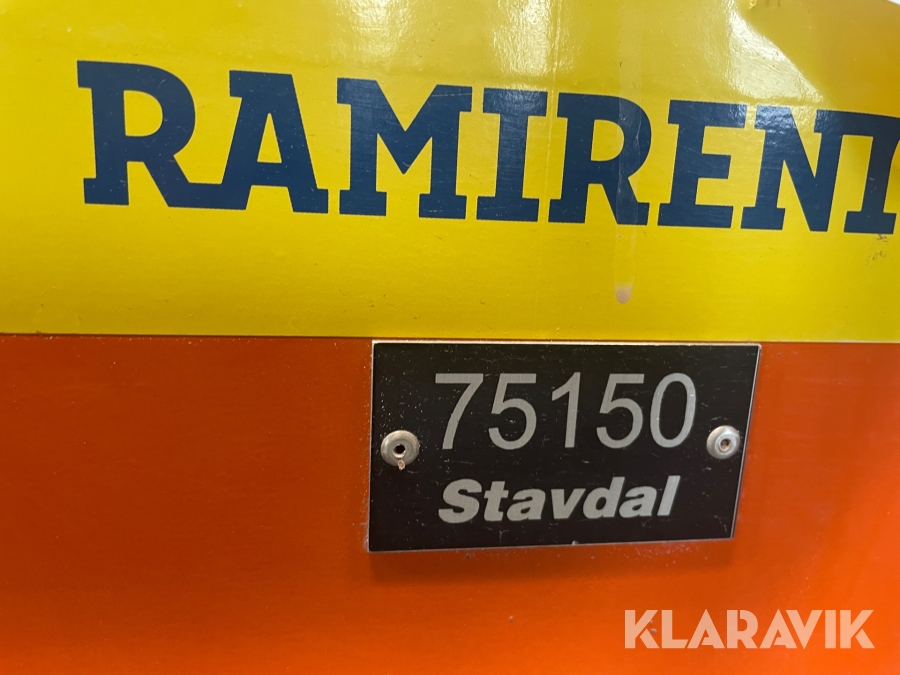 RAMIRENT
75150
Stavdal
KLARAVIK